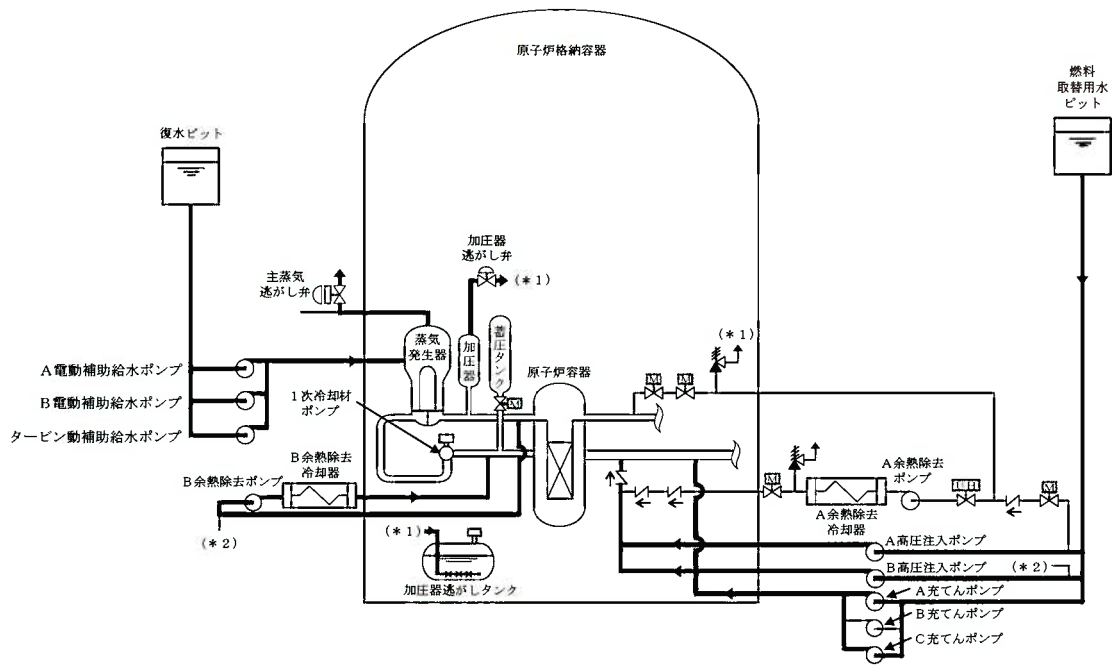 原子炉格納容器
燃料
取替用水
ピット
復水ピット
加圧器
逃がし弁
(*1)
主蒸気
逃がし弁
蒸気
発生器
加圧器
蓄圧タンク
原子炉容器
(*1)
M
M
M
A電動補助給水ポンプ
B電動補助給水ポンプ
タービン動補助給水ポンプ
1次冷却材
ポンプ
B余熱除去
冷却器
B余熱除去ポンプ
(*2)
A余熱除去
ポンプ
M
M
A余熱除去
冷却器
(*1)
加圧器逃がしタンク
A高圧注入ポンプ
B高圧注入ポンプ
(*2)
A充てんポンプ
B充てんポンプ
C充てんポンプ